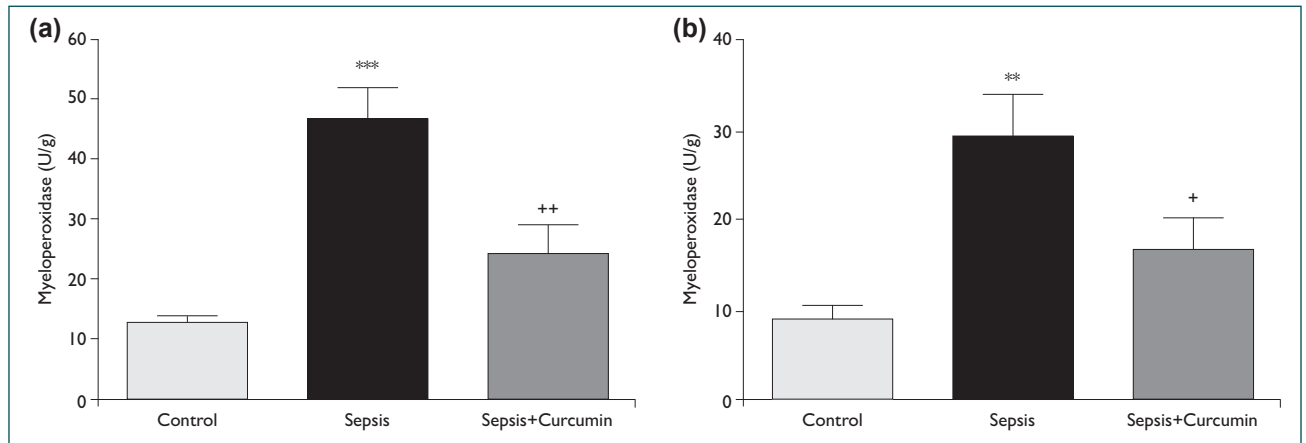 (a)
Myeloperoxidase (U/g)
60
50
40
30
20
10
0
***
++
Control Sepsis Sepsis+Curcumin
(b)
Myeloperoxidase (U/g)
40
30
20
10
0
**
+
Control Sepsis Sepsis+Curcumin